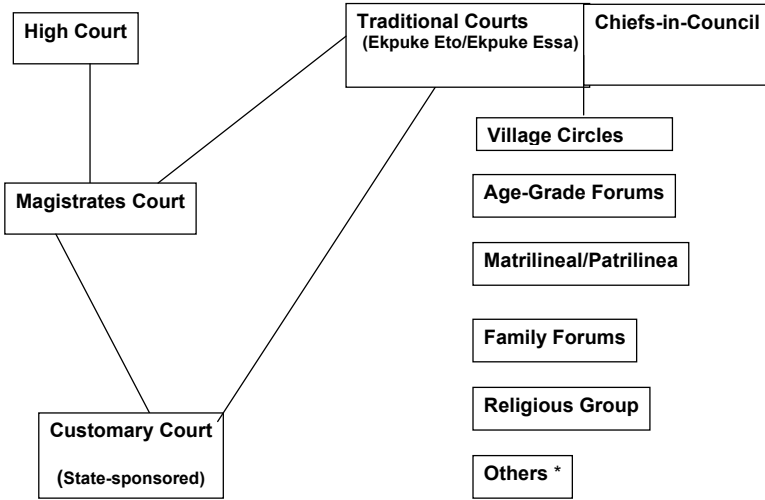 High Court
Traditional Courts
(Ekpuke Eto/Ekpuke Essa)
Chiefs-in-Council
Village Circles
Magistrates Court
Age-Grade Forums
Matrilineal/Patrilinea
Family Forums
Religious Group
Customary Court
(State-sponsored)
Others *